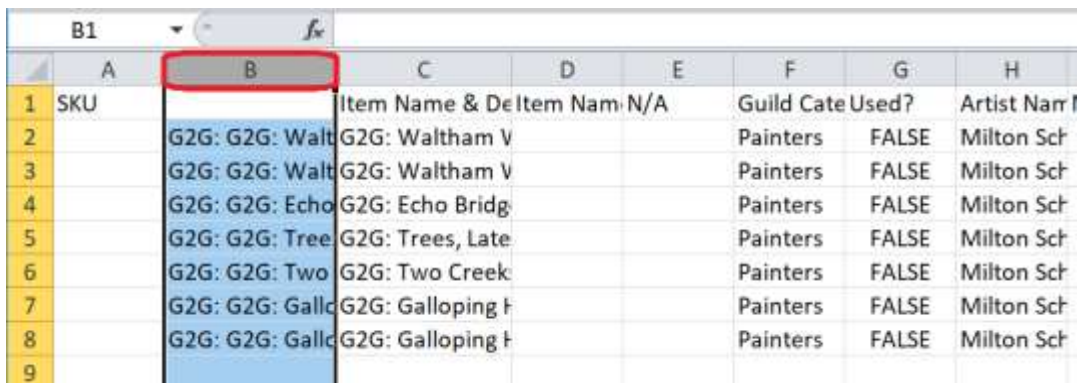 B1 fx
A B C D E F G H
1 SKU Item Name & De Item Nam N/A Guild Cate Used? Artist Nam
2 G2G: G2G: Walt G2G: Waltham Painters FALSE Milton Sch
3 G2G: G2G: Walt G2G: Waltham Painters FALSE Milton Sch
4 G2G: G2G: Echo G2G: Echo Bridg Painters FALSE Milton Sch
5 G2G: G2G: Tree G2G: Trees, Late Painters FALSE Milton Sch
6 G2G: G2G: Two G2G: Two Creek Painters FALSE Milton Sch
7 G2G: G2G: Gallo G2G: Galloping Painters FALSE Milton Sch
8 G2G: G2G: Gallo G2G: Galloping Painters FALSE Milton Sch
9